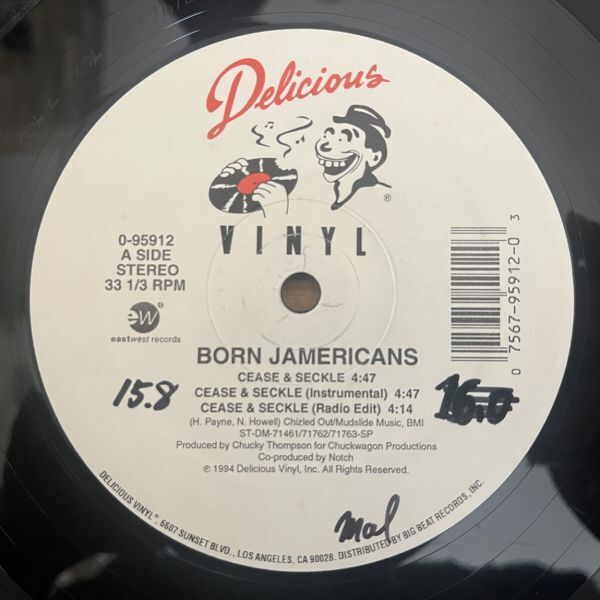 Delicious
VINYL
®
0-95912
A SIDE
STEREO
33 1/3 RPM
ew
eastwest records
0 7567-95912-0 3
BORN JAMERICANS
CEASE & SECKLE 4:47
CEASE & SECKLE (Instrumental) 4:47
CEASE & SECKLE (Radio Edit) 4:14
(H. Payne, N. Howell) Chizled Out/Mudslide Music, BMI
ST-DM-71461/71762/71763-SP
Produced by Chucky Thompson for Chuckwagon Productions
Co-produced by Notch
℗ 1994 Delicious Vinyl, Inc. All Rights Reserved.
15.8
16.0
Mal
DELICIOUS VINYL®, 6607 SUNSET BLVD., LOS ANGELES, CA 90028. DISTRIBUTED BY BIG BEAT RECORDS, INC.